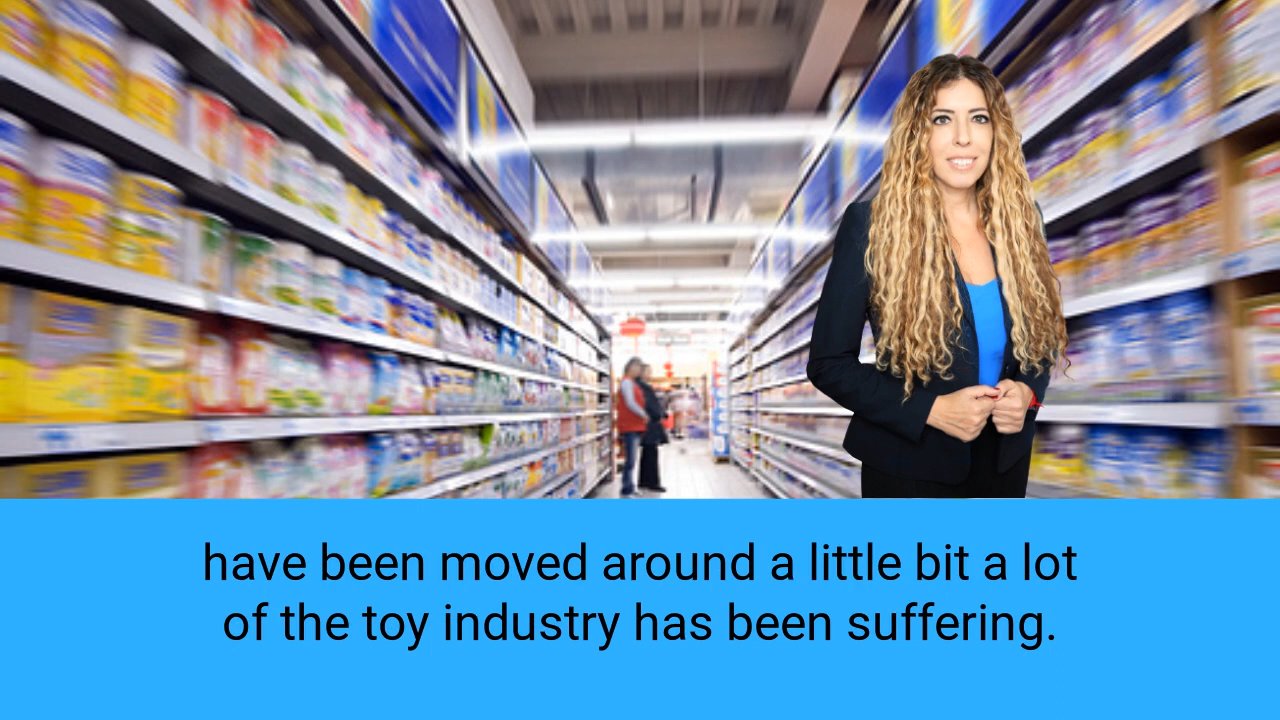 have been moved around a little bit a lot
of the toy industry has been suffering.